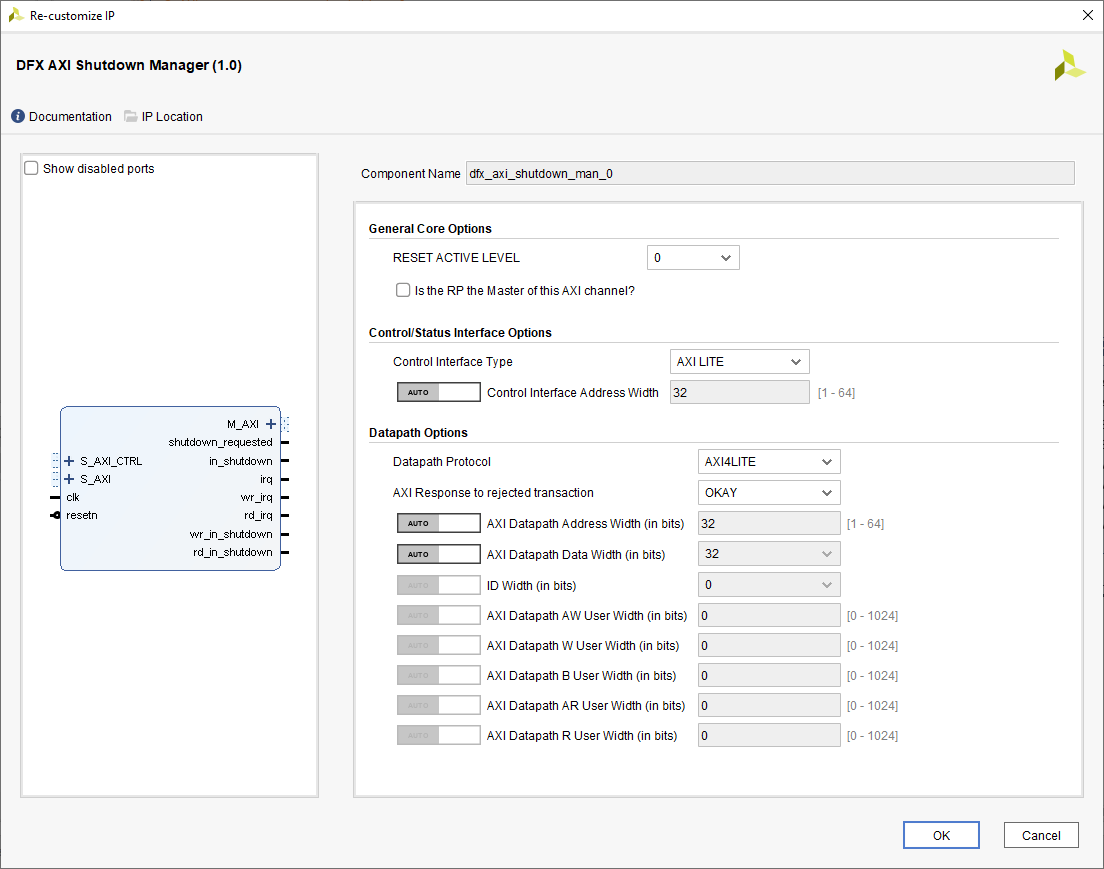 Re-customize IP
DFX AXI Shutdown Manager (1.0)
i Documentation IP Location
Show disabled ports
M_AXI
shutdown_requested
S_AXI_CTRL in_shutdown
S_AXI irq
clk wr_irq
resetn rd_irq
wr_in_shutdown
rd_in_shutdown
Component Name dfx_axi_shutdown_man_0
General Core Options
RESET ACTIVE LEVEL 0
Is the RP the Master of this AXI channel?
Control/Status Interface Options
Control Interface Type AXI LITE
AUTO Control Interface Address Width 32 [1 - 64]
Datapath Options
Datapath Protocol AXI4LITE
AXI Response to rejected transaction OKAY
AUTO AXI Datapath Address Width (in bits) 32 [1 - 64]
AUTO AXI Datapath Data Width (in bits) 32
AUTO ID Width (in bits) 0
AUTO AXI Datapath AW User Width (in bits) 0 [0 - 1024]
AUTO AXI Datapath W User Width (in bits) 0 [0 - 1024]
AUTO AXI Datapath B User Width (in bits) 0 [0 - 1024]
AUTO AXI Datapath AR User Width (in bits) 0 [0 - 1024]
AUTO AXI Datapath R User Width (in bits) 0 [0 - 1024]
OK Cancel